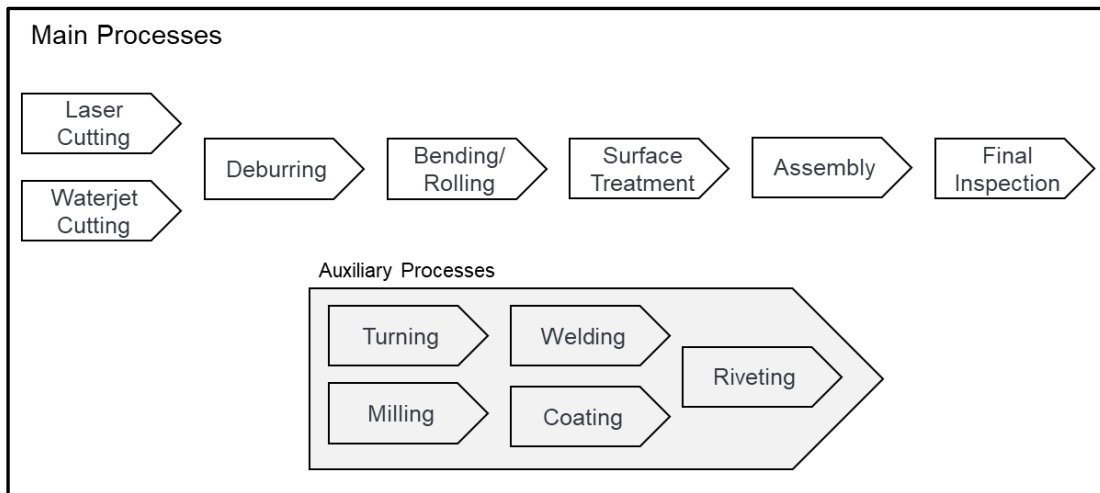 Main Processes
Laser
Cutting
Waterjet
Cutting
Deburring
Bending/
Rolling
Surface
Treatment
Assembly
Final
Inspection
Auxiliary Processes
Turning
Milling
Welding
Coating
Riveting